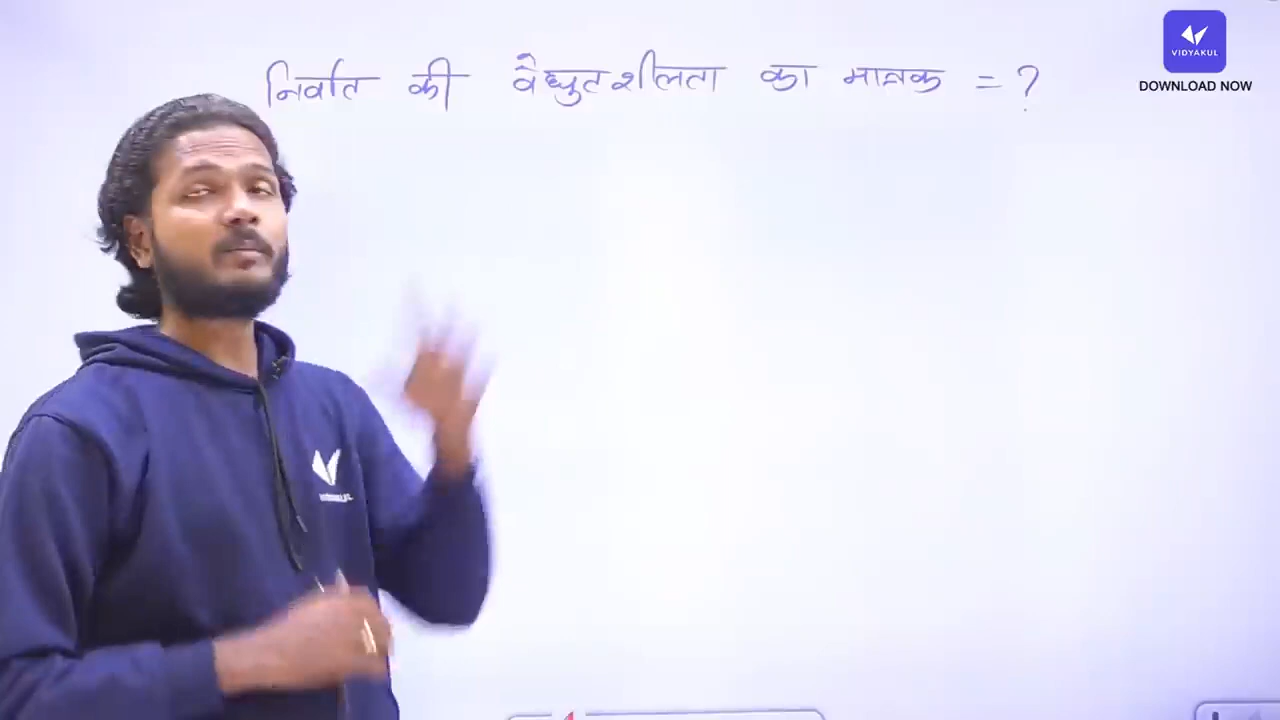 निर्वात की वैद्युतशीलता का मात्रक = ?
VIDYAKUL
DOWNLOAD NOW